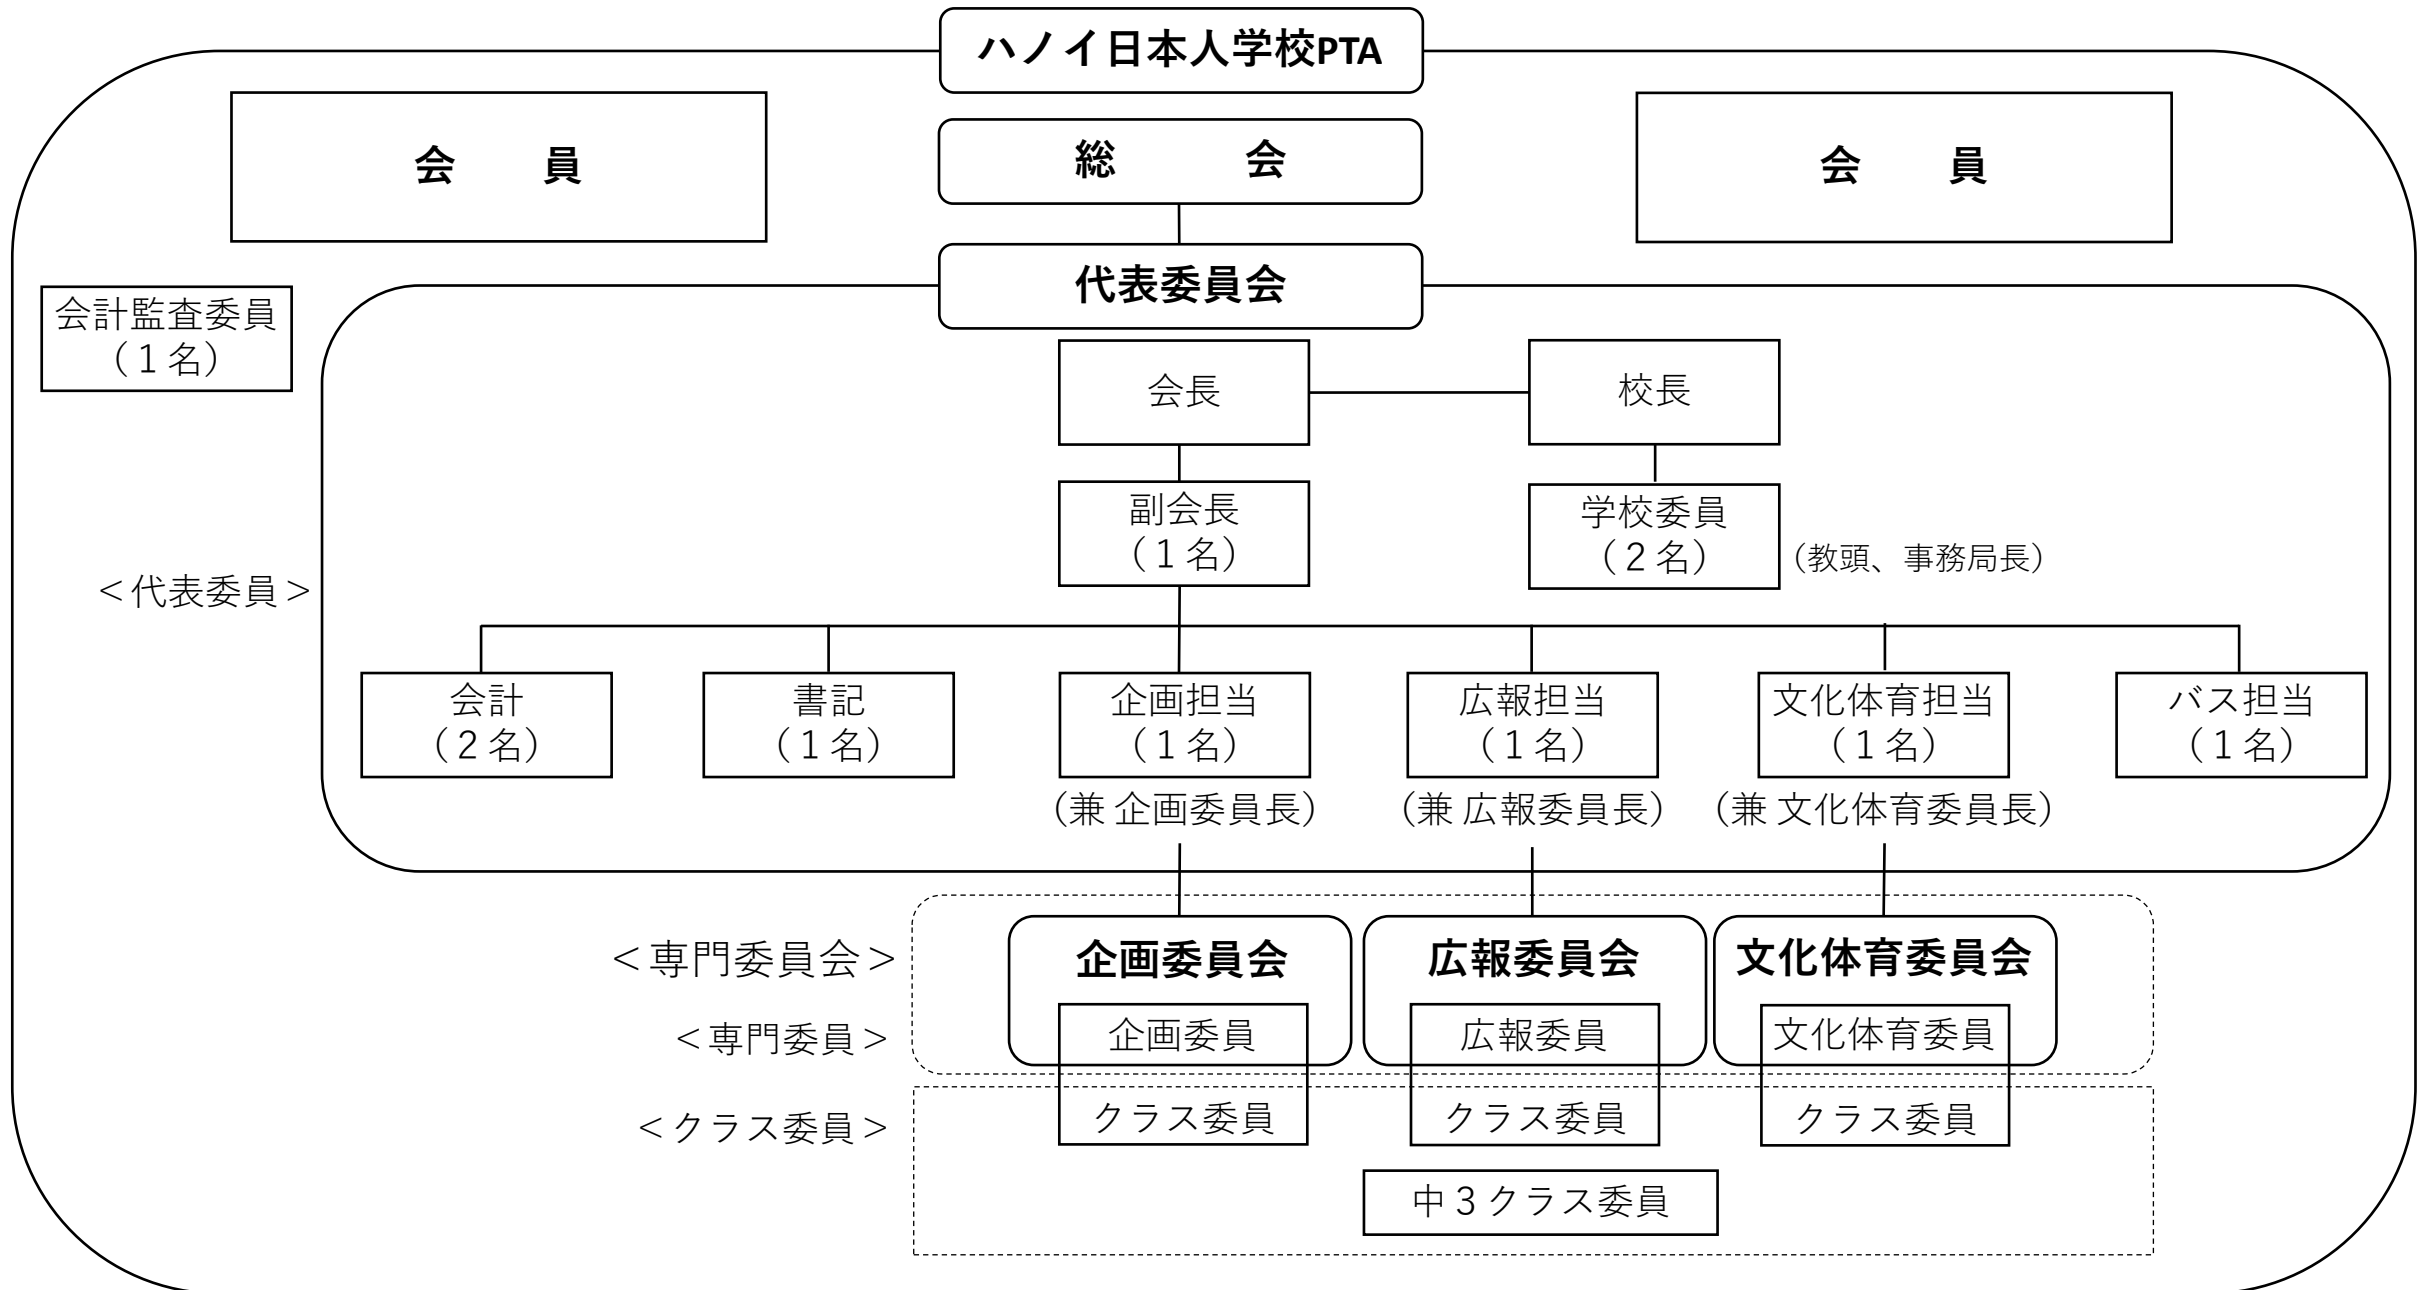 ハノイ日本人学校PTA
会　　員
総　　　会
会　　員
代表委員会
会計監査委員
（１名）
会長
校長
副会長
（１名）
学校委員
（２名）
（教頭、事務局長）
＜代表委員＞
会計
（２名）
書記
（１名）
企画担当
（１名）
広報担当
（１名）
文化体育担当
（１名）
バス担当
（１名）
（兼 企画委員長）
（兼 広報委員長）
（兼 文化体育委員長）
＜専門委員会＞
企画委員会
広報委員会
文化体育委員会
＜専門委員＞
企画委員
広報委員
文化体育委員
＜クラス委員＞
クラス委員
クラス委員
クラス委員
中３クラス委員